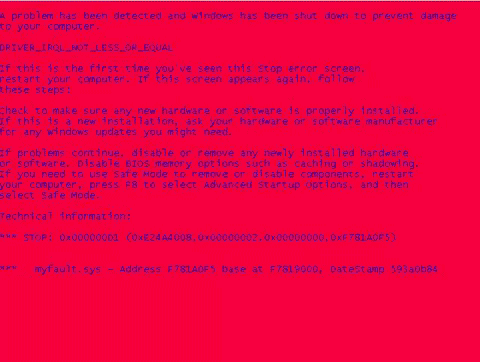 A problem has been detected and Windows has been shut down to prevent damage
to your computer.
DRIVER_IRQL_NOT_LESS_OR_EQUAL
If this is the first time you've seen this Stop error screen,
restart your computer. If this screen appears again, follow
these steps:
Check to make sure any new hardware or software is properly installed.
If this is a new installation, ask your hardware or software manufacturer
for any Windows updates you might need.
If problems continue, disable or remove any newly installed hardware
or software. Disable BIOS memory options such as caching or shadowing.
If you need to use Safe Mode to remove or disable components, restart
your computer, press F8 to select Advanced Startup Options, and then
select Safe Mode.
Technical information:
*** STOP: (0xE24A4008,0x00000002,0x00000000,0xF781A0F5)
*** myfault.sys - Address F781A0F5 base at F7819000, DateStamp